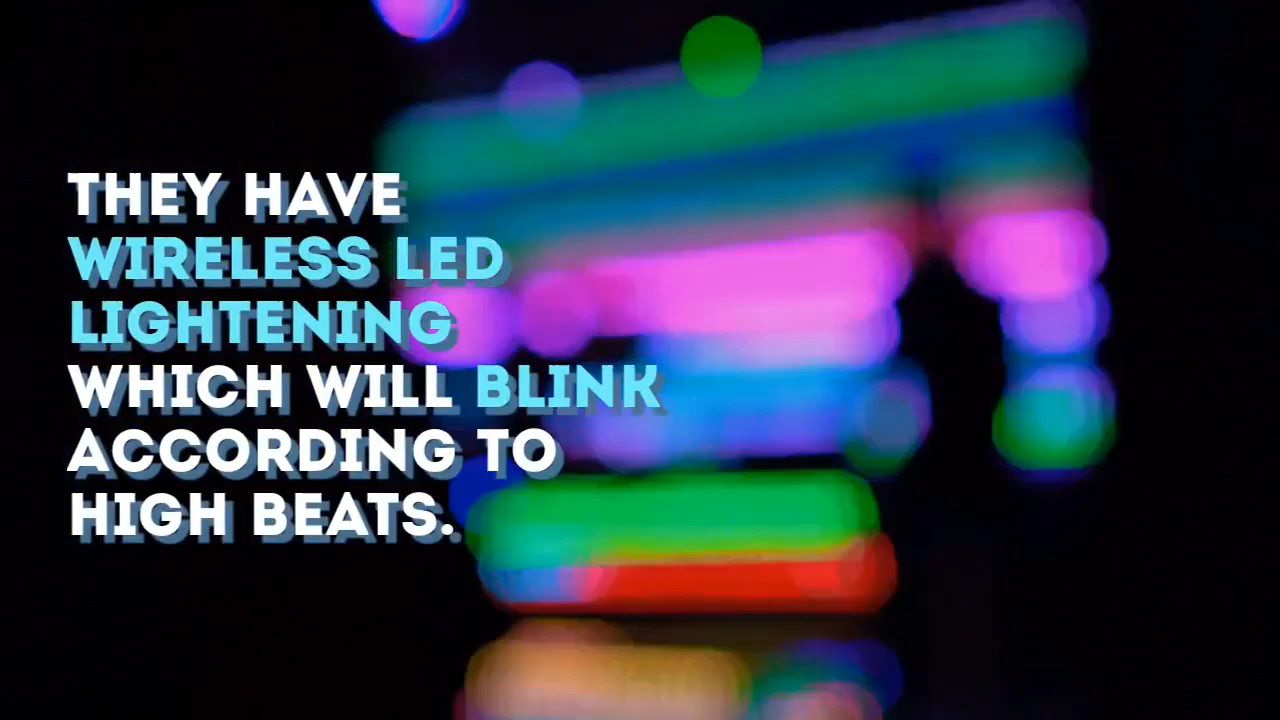 THEY HAVE
WIRELESS LED
LIGHTENING
WHICH WILL BLINK
ACCORDING TO
HIGH BEATS.